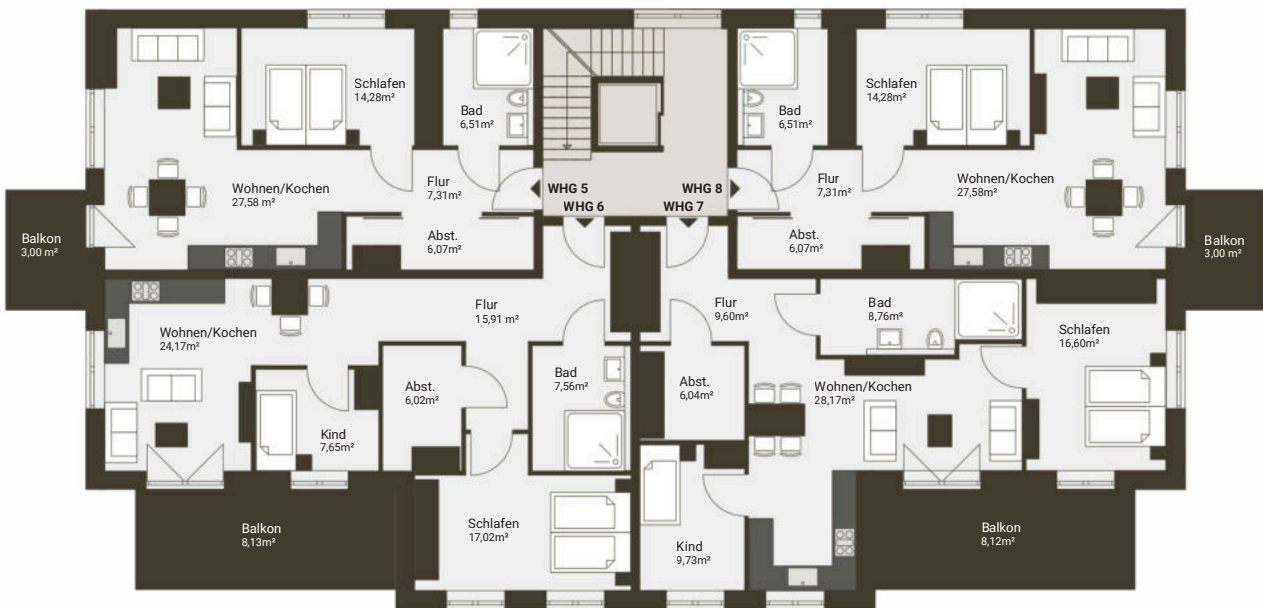 Schlafen
14,28m²
Bad
6,51m²
Wohnen/Kochen
27,58m²
Flur
7,31m²
Abst.
6,07m²
Balkon
3,00 m²
WHG 5
WHG 8
WHG 6
WHG 7
Bad
6,51m²
Schlafen
14,28m²
Flur
7,31m²
Wohnen/Kochen
27,58m²
Abst.
6,07m²
Balkon
3,00 m²
Wohnen/Kochen
24,17m²
Flur
15,91 m²
Abst.
6,02m²
Bad
7,56m²
Kind
7,65m²
Schlafen
17,02m²
Balkon
8,13m²
Flur
9,60m²
Bad
8,76m²
Schlafen
16,60m²
Abst.
6,04m²
Wohnen/Kochen
28,17m²
Kind
9,73m²
Balkon
8,12m²